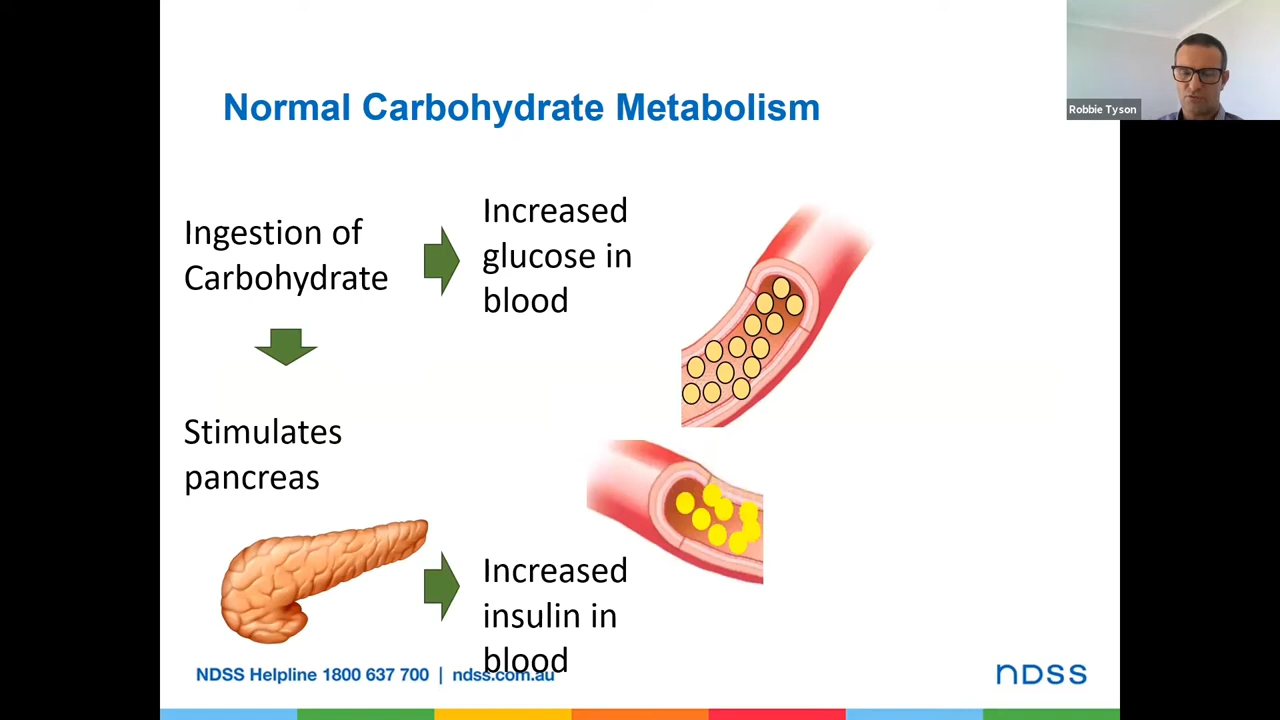 Normal Carbohydrate Metabolism
Robbie Tyson
Ingestion of
Carbohydrate
Increased
glucose in
blood
Stimulates
pancreas
Increased
insulin in
blood
NDSS Helpline 1800 637 700 | ndss.com.au
NDSS